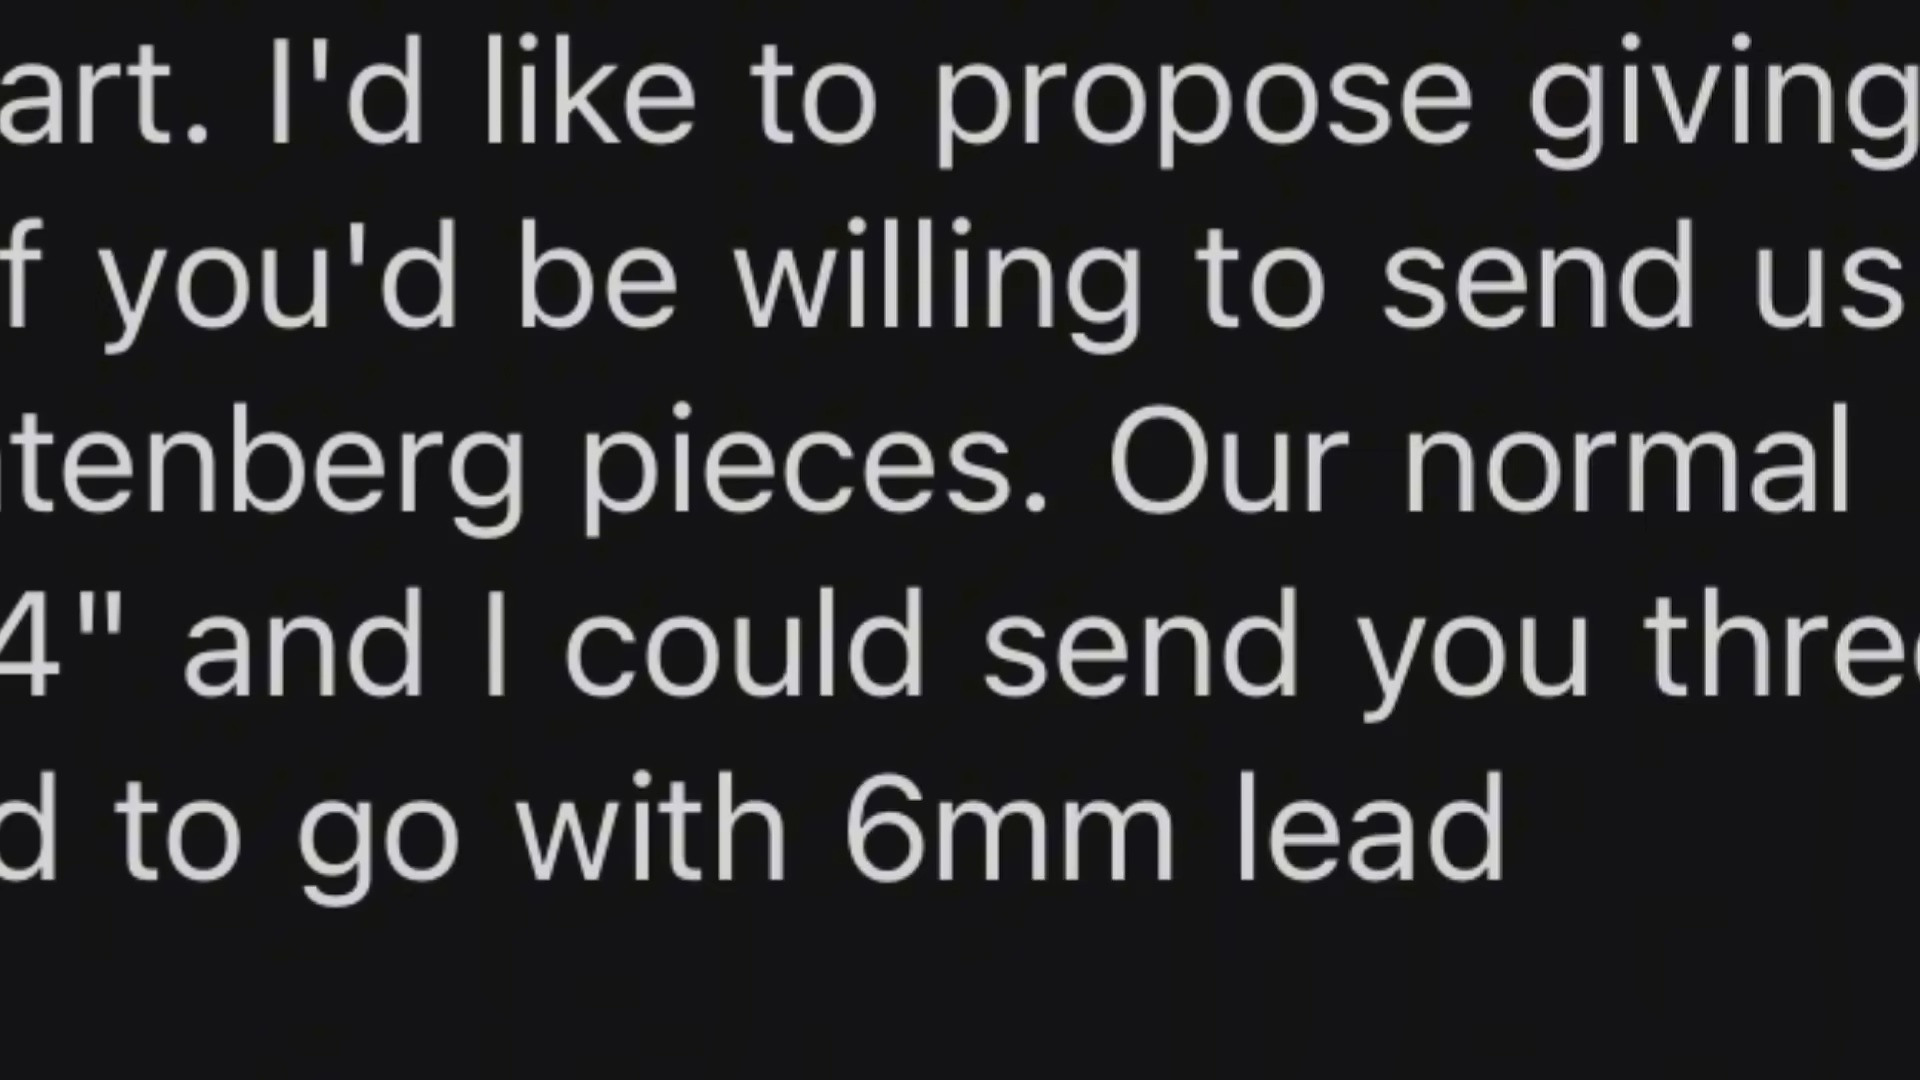 art. I'd like to propose giving
f you'd be willing to send us
tenberg pieces. Our normal
4" and I could send you three
d to go with 6mm lead